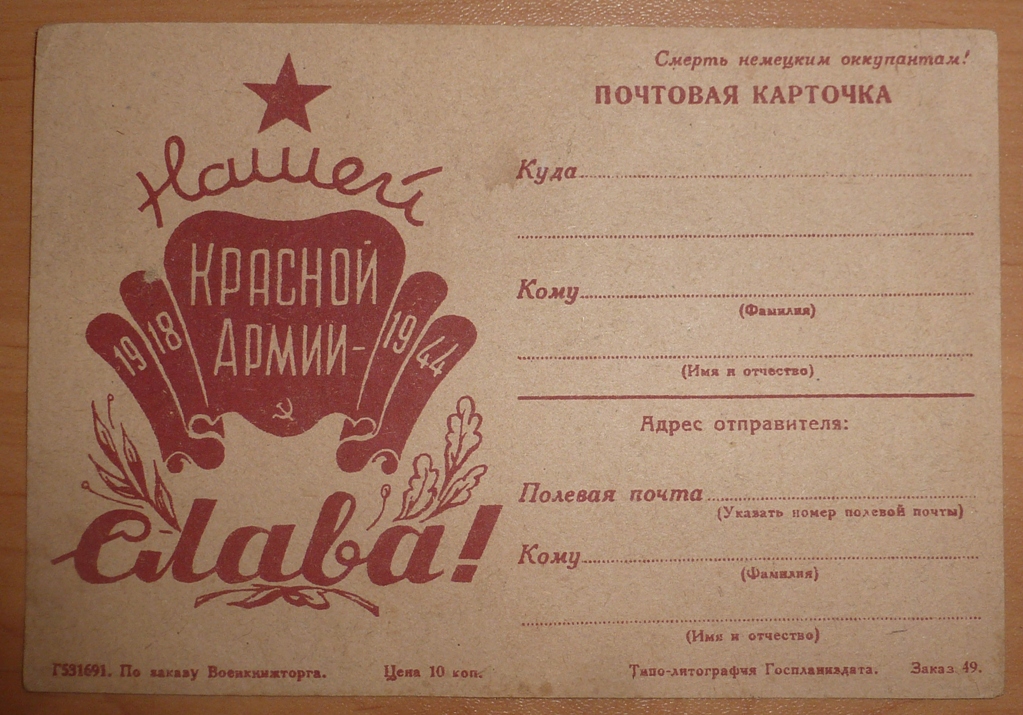 Нашей
КРАСНОЙ
АРМИИ-
1918
1944
Слава!
Г531691. По заказу Воениижторга.
Цена 10 коп.
Смерть немецким оккупантам!
ПОЧТОВАЯ КАРТОЧКА
Куда
Кому
(Фамилия)
(Имя и отчество)
Адрес отправителя:
Полевая почта
(Указать номер полевой почты)
Кому
(Фамилия)
(Имя и отчество)
Типо-литография Госпланиздата.
Заказ 49.